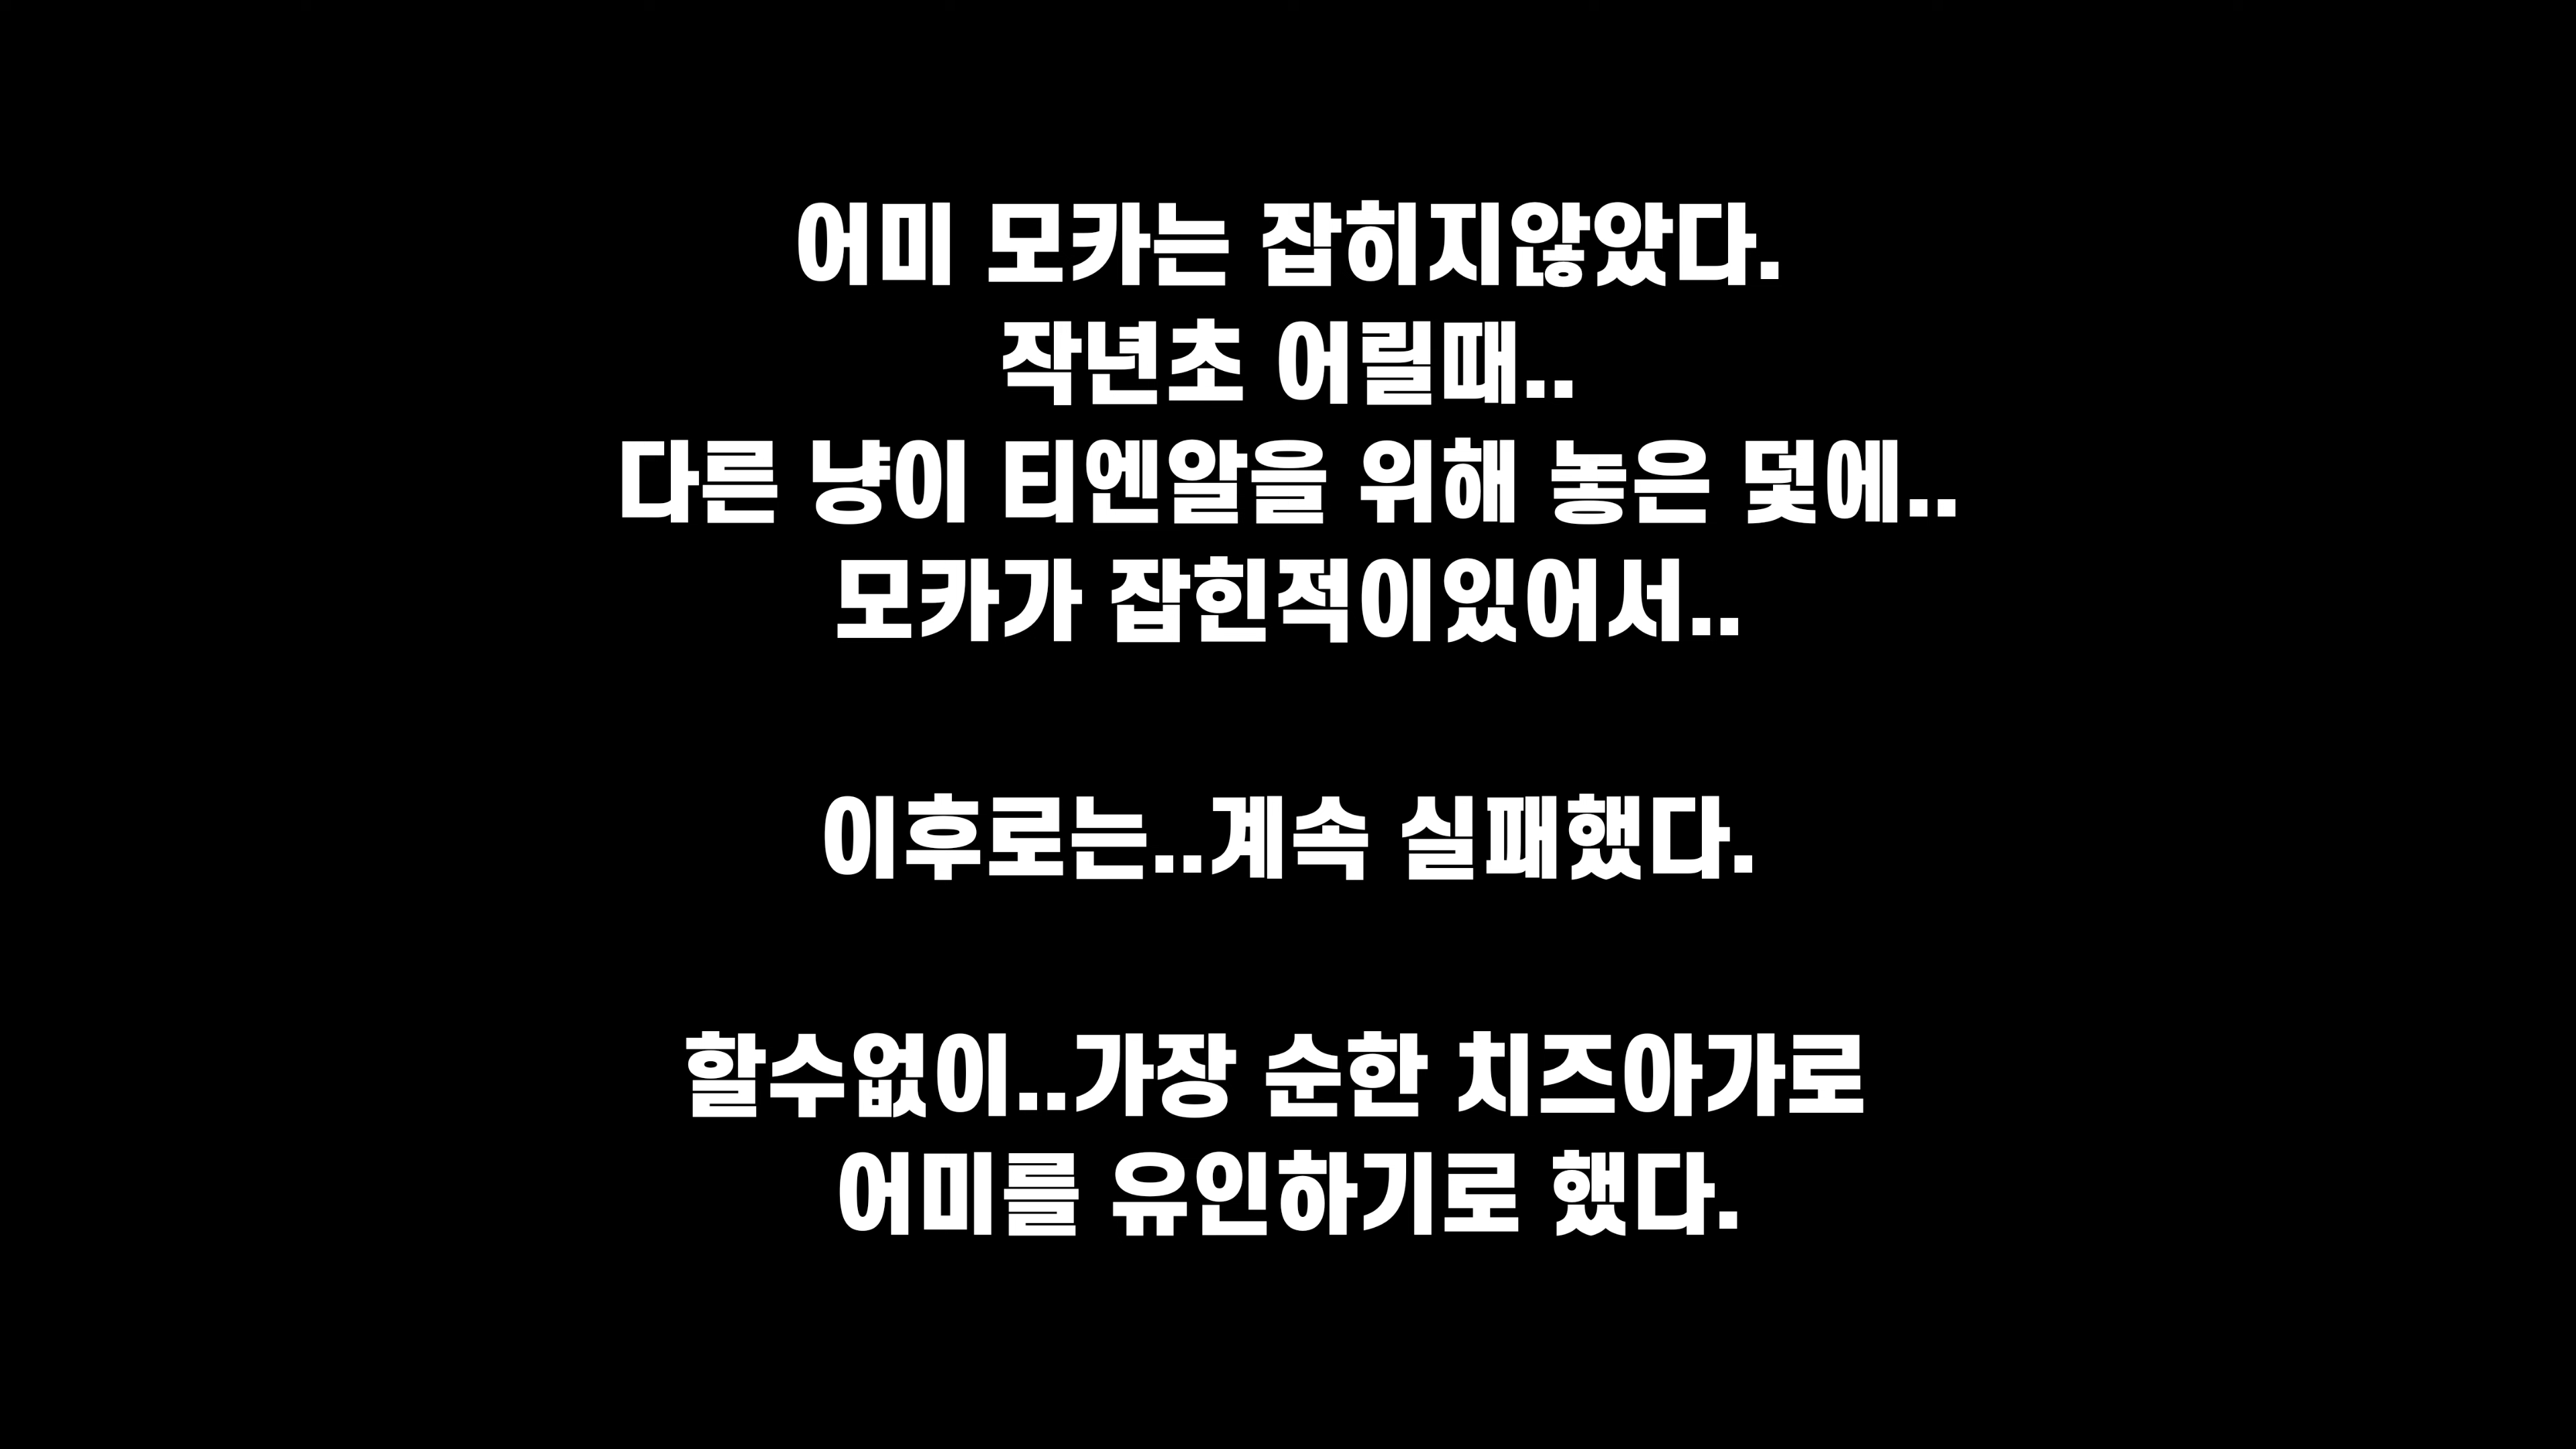 어미 모카는 잡히지않았다.
작년초 어릴때..
다른 냥이 티엔알을 위해 놓은 덫에..
모카가 잡힌적이있어서..
이후로는..계속 실패했다.
할수없이..가장 순한 치즈아가로
어미를 유인하기로 했다.